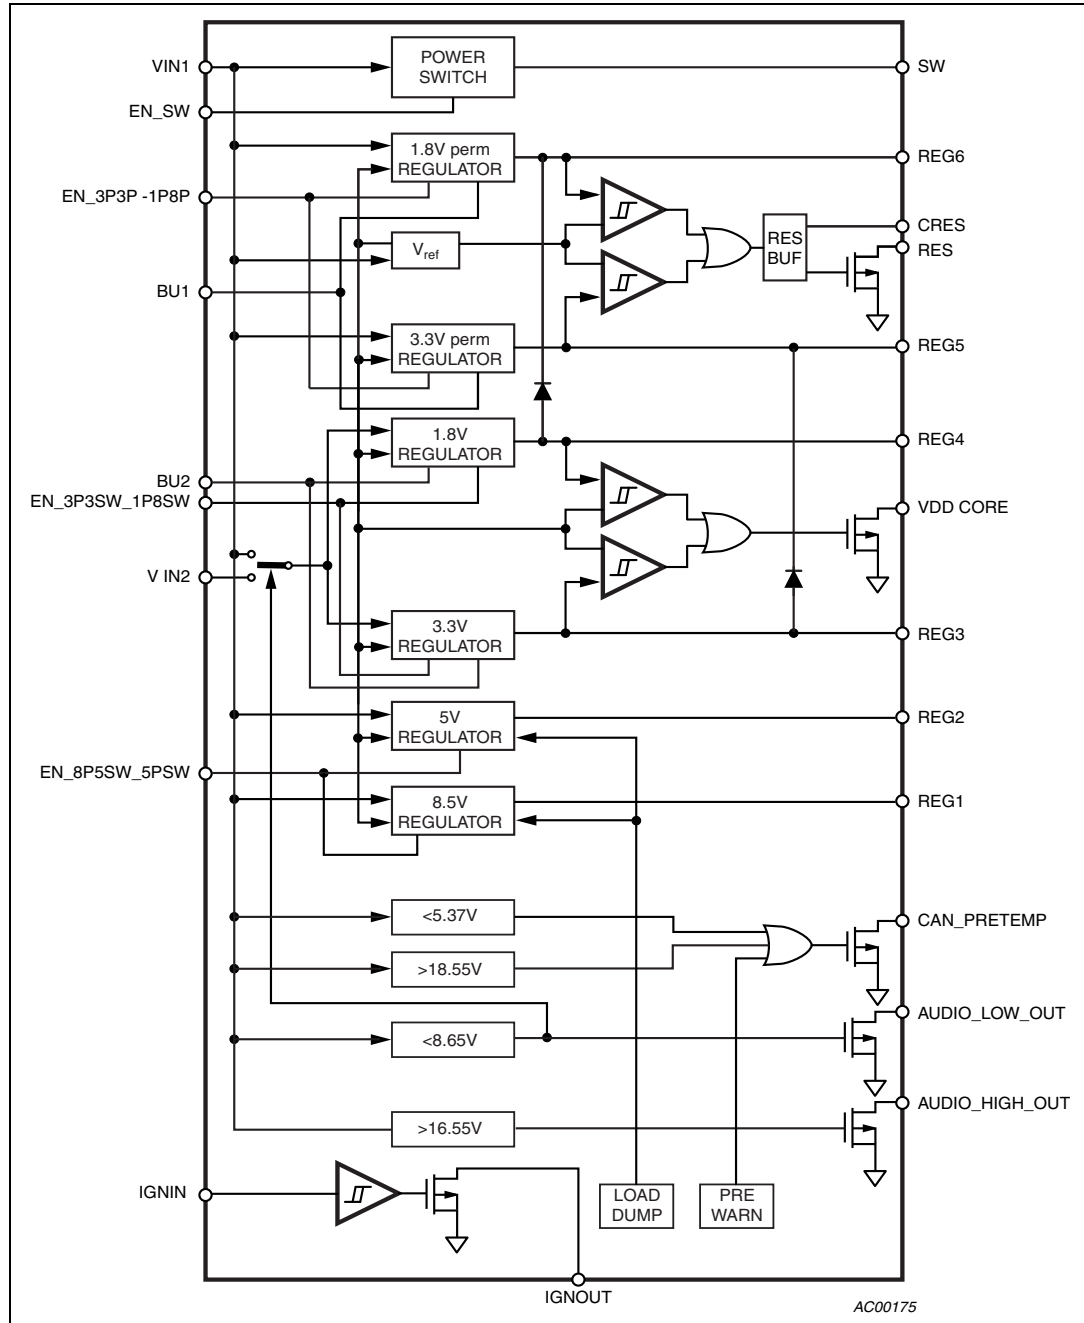 VIN1
POWER
SWITCH
SW
EN_SW
1.8V perm
REGULATOR
REG6
EN_3P3P -1P8P
CRES
RES
BUF
RES
Vref
BU1
3.3V perm
REGULATOR
REG5
1.8V
REGULATOR
REG4
BU2
EN_3P3SW_1P8SW
VDD CORE
V IN2
3.3V
REGULATOR
REG3
5V
REGULATOR
REG2
EN_8P5SW_5PSW
8.5V
REGULATOR
REG1
<5.37V
CAN_PRETEMP
>18.55V
AUDIO_LOW_OUT
<8.65V
AUDIO_HIGH_OUT
>16.55V
IGNIN
LOAD
DUMP
PRE
WARN
IGNOUT
AC00175